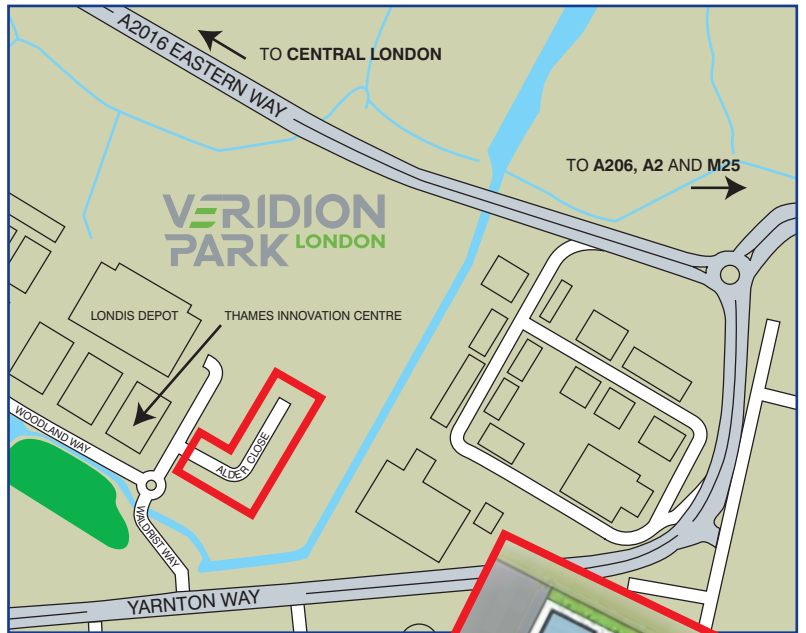 A2016 EASTERN WAY
TO CENTRAL LONDON
TO A206, A2 AND M25
VERIDION
PARK LONDON
LONDIS DEPOT
THAMES INNOVATION CENTRE
WOODLAND WAY
ALDER CLOSE
WALDRIST WAY
YARNTON WAY